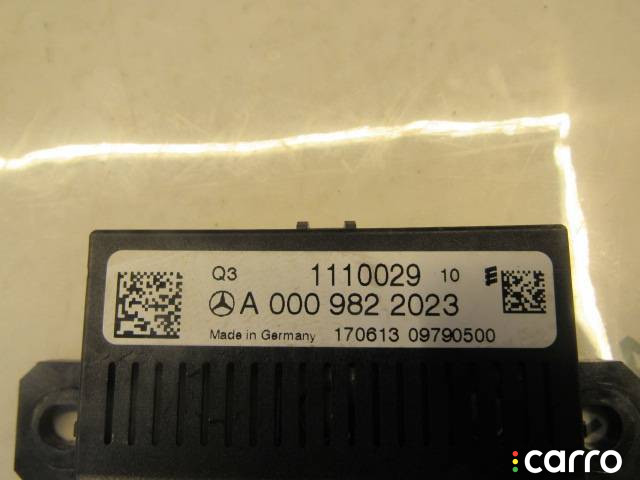 Q3 1110029 10
A 000 982 2023
Made in Germany 170613 09790500
carro